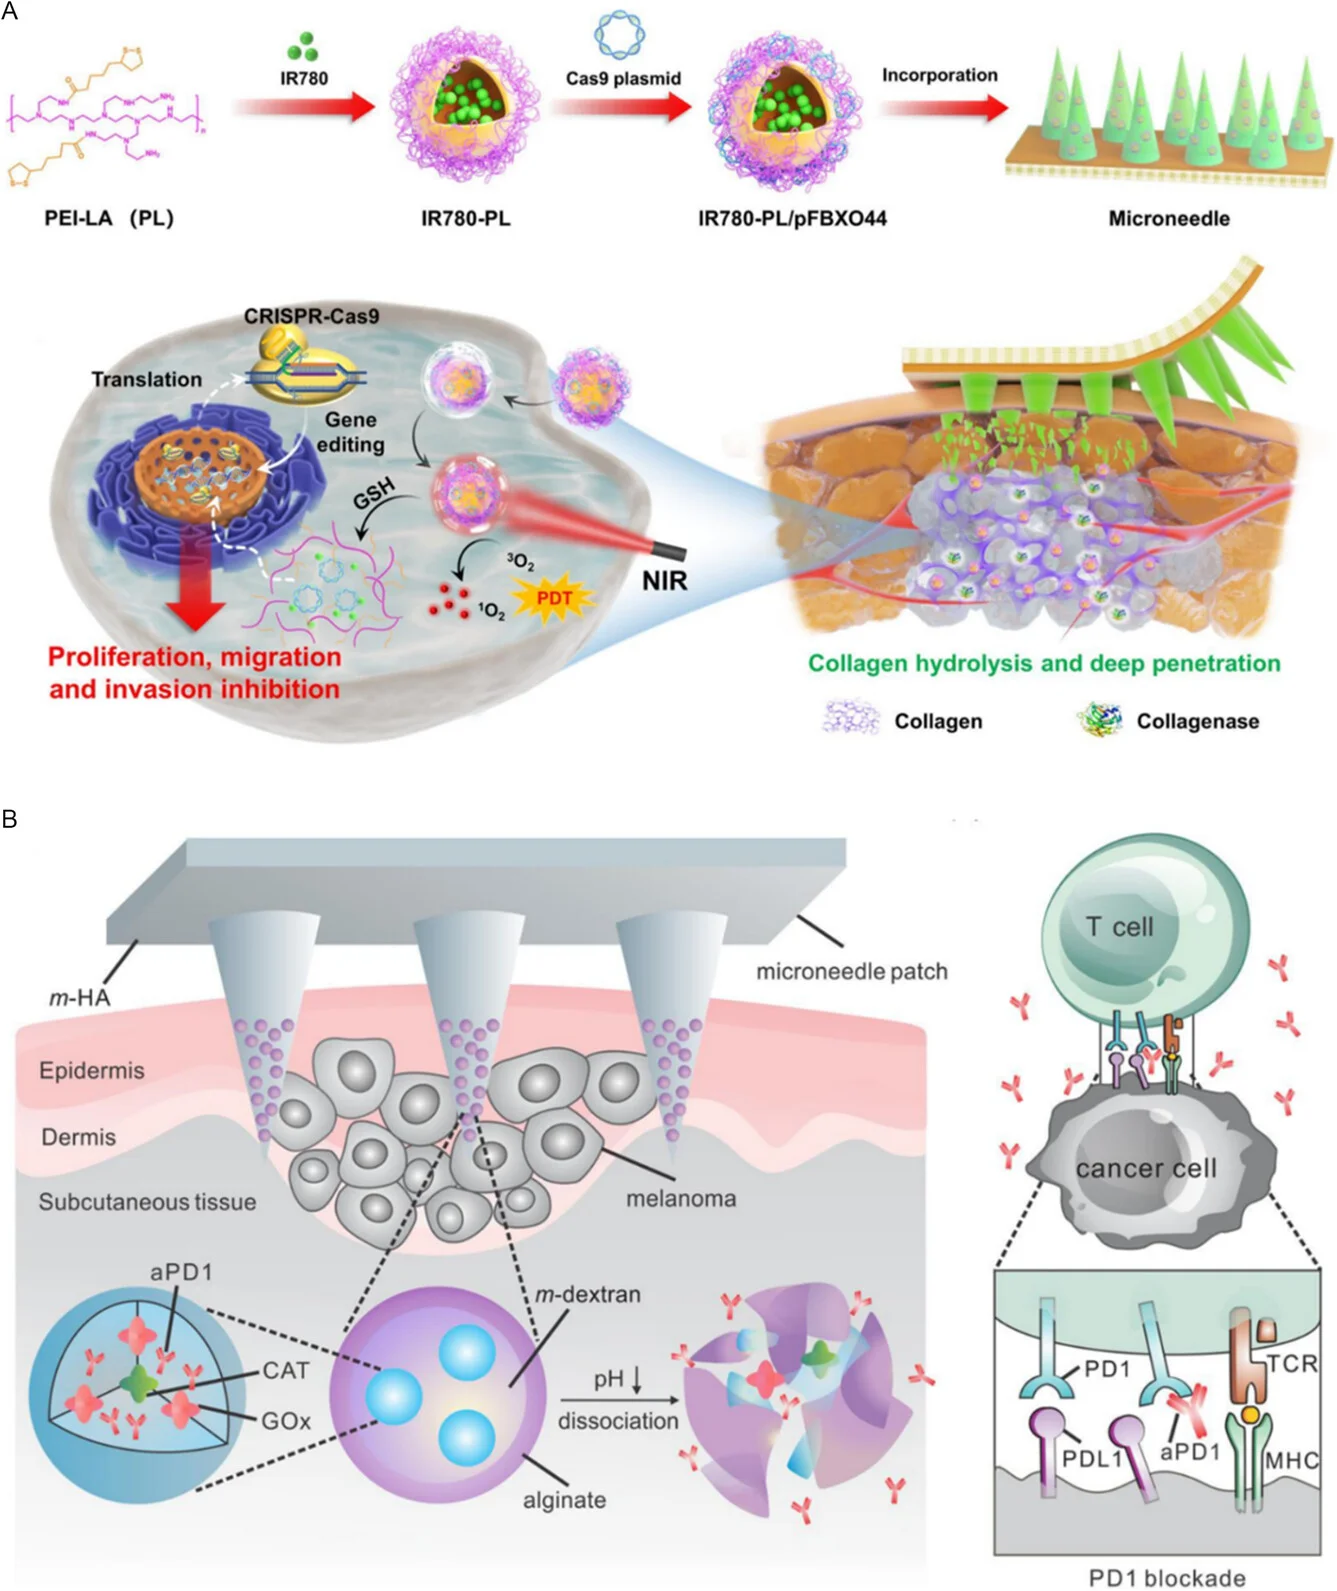 A
IR780
Cas9 plasmid
Incorporation
PEI-LA (PL)
IR780-PL
IR780-PL/pFBXO44
Microneedle
CRISPR-Cas9
Translation
Gene
editing
GSH
³O₂
¹O₂
PDT
NIR
Proliferation, migration
and invasion inhibition
Collagen hydrolysis and deep penetration
Collagen
Collagenase
B
m-HA
microneedle patch
Epidermis
Dermis
Subcutaneous tissue
melanoma
aPD1
CAT
GOx
m-dextran
alginate
pH↓
dissociation
T cell
cancer cell
PD1
TCR
PDL1
aPD1
MHC
PD1 blockade